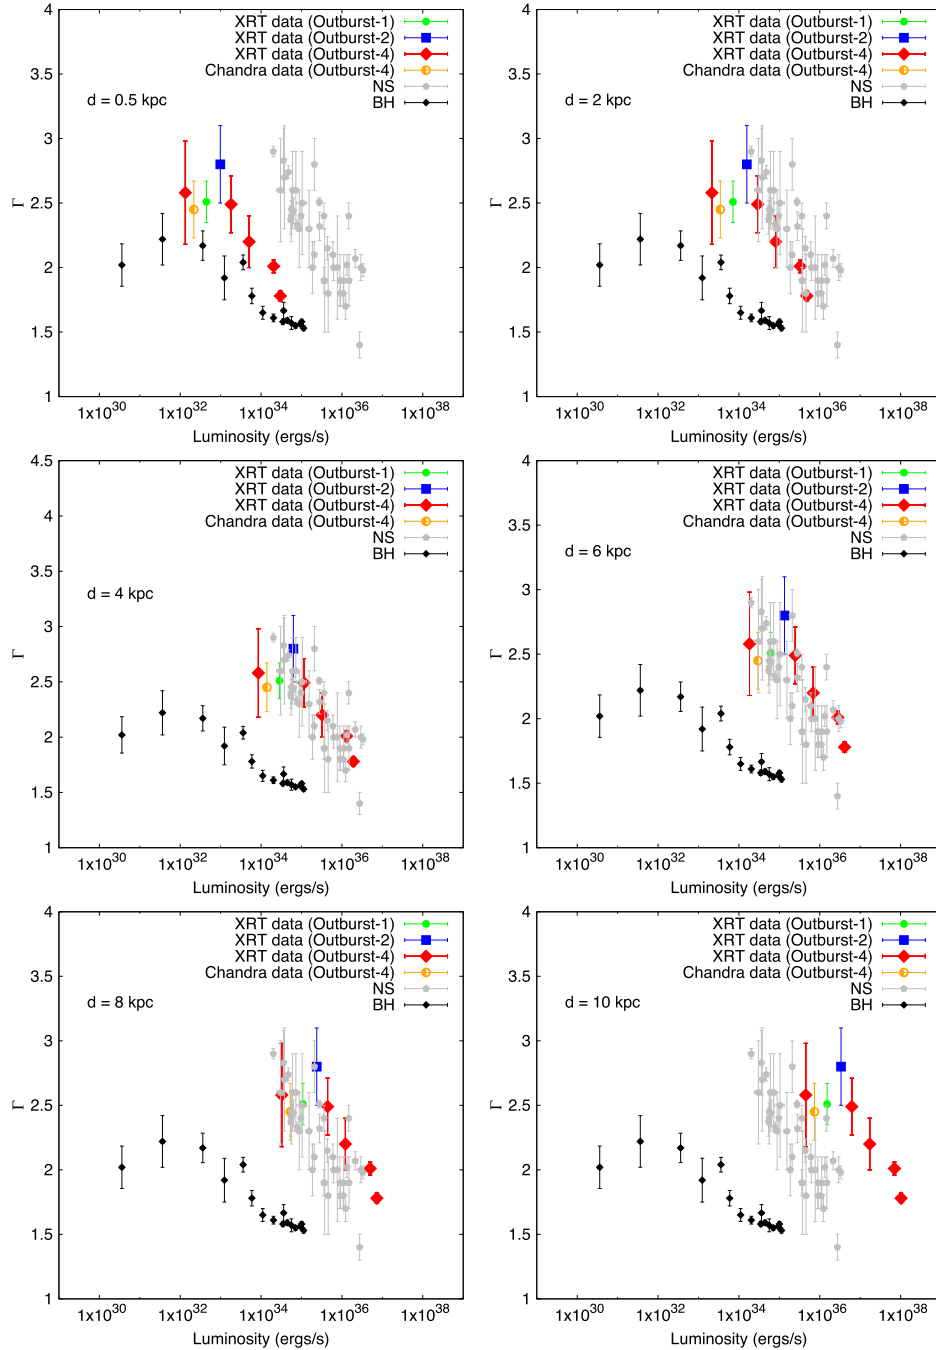 4
3.5
3
2.5
2
1.5
1
Γ
d = 0.5 kpc
XRT data (Outburst-1)
XRT data (Outburst-2)
XRT data (Outburst-4)
Chandra data (Outburst-4)
NS
BH
1x10^30 1x10^32 1x10^34 1x10^36 1x10^38
Luminosity (ergs/s)
4
3.5
3
2.5
2
1.5
1
Γ
d = 2 kpc
XRT data (Outburst-1)
XRT data (Outburst-2)
XRT data (Outburst-4)
Chandra data (Outburst-4)
NS
BH
1x10^30 1x10^32 1x10^34 1x10^36 1x10^38
Luminosity (ergs/s)
4.5
4
3.5
3
2.5
2
1.5
1
Γ
d = 4 kpc
XRT data (Outburst-1)
XRT data (Outburst-2)
XRT data (Outburst-4)
Chandra data (Outburst-4)
NS
BH
1x10^30 1x10^32 1x10^34 1x10^36 1x10^38
Luminosity (ergs/s)
4
3.5
3
2.5
2
1.5
1
Γ
d = 6 kpc
XRT data (Outburst-1)
XRT data (Outburst-2)
XRT data (Outburst-4)
Chandra data (Outburst-4)
NS
BH
1x10^30 1x10^32 1x10^34 1x10^36 1x10^38
Luminosity (ergs/s)
4
3.5
3
2.5
2
1.5
1
Γ
d = 8 kpc
XRT data (Outburst-1)
XRT data (Outburst-2)
XRT data (Outburst-4)
Chandra data (Outburst-4)
NS
BH
1x10^30 1x10^32 1x10^34 1x10^36 1x10^38
Luminosity (ergs/s)
4
3.5
3
2.5
2
1.5
1
Γ
d = 10 kpc
XRT data (Outburst-1)
XRT data (Outburst-2)
XRT data (Outburst-4)
Chandra data (Outburst-4)
NS
BH
1x10^30 1x10^32 1x10^34 1x10^36 1x10^38
Luminosity (ergs/s)